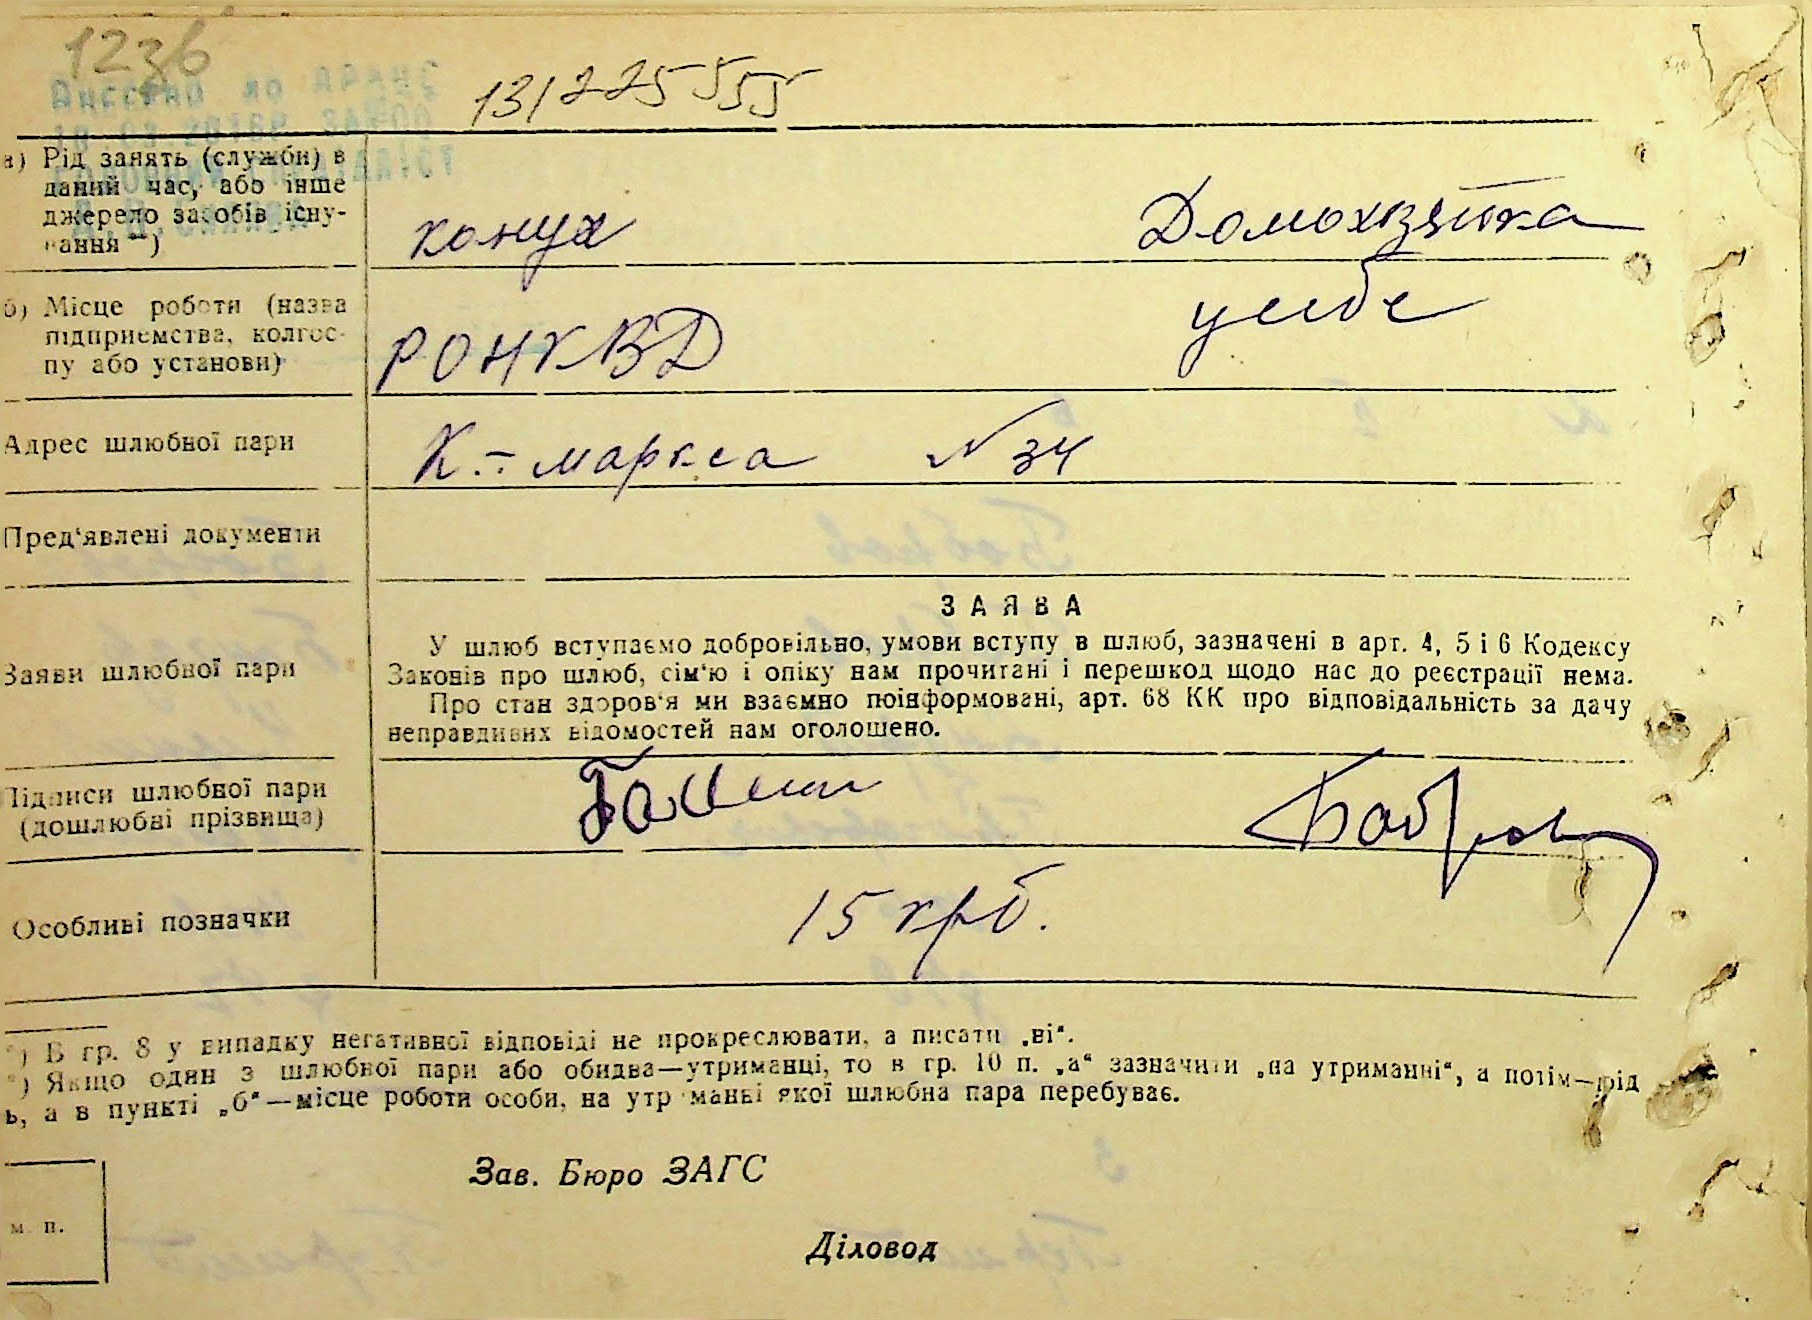 1236
131225555
а) Рід занять (служби) в
даний час, або інше
джерело засобів існу-
вання **)
конух
Домохзяйка
б) Місце роботи (назва
підприємства, колгос-
пу або установи)
РОНКВД
Адрес шлюбної пари
К.-маркса №34
Пред'явлені документи
ЗАЯВА
Заяви шлюбної пари
У шлюб вступаємо добровільно, умови вступу в шлюб, зазначені в арт. 4, 5 і 6 Кодексу
Законів про шлюб, сім'ю і опіку нам прочитані і перешкод щодо нас до реєстрації нема.
Про стан здоров'я ми взаємно поінформовані, арт. 68 КК про відповідальність за дачу
неправдивих відомостей нам оголошено.
Підписи шлюбної пари
(дошлюбні прізвища)
Бобров
Особливі позначки
15 крб.
*) В гр. 8 у випадку негативної відповіді не прокреслювати, а писати „ні“.
*) Якщо один з шлюбної пари або обидва—утриманці, то в гр. 10 п. „а“ зазначити „на утриманні“, а потім—рід
ь, а в пункті „б“—місце роботи особи, на утриманні якої шлюбна пара перебуває.
Зав. Бюро ЗАГС
м. п.
Діловод